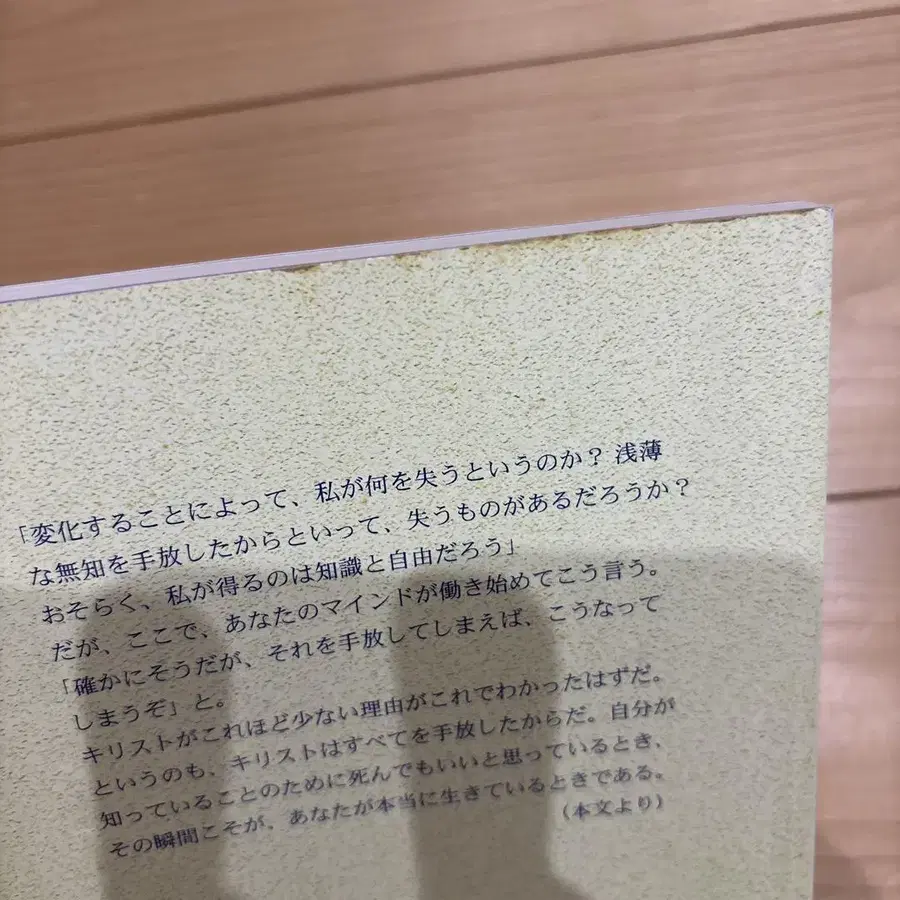 「変化することによって、私が何を失うというのか？ 浅薄
な無知を手放したからといって、失うものがあるだろうか？
おそらく、私が得るのは知識と自由だろう」
だが、ここで、あなたのマインドが働き始めてこう言う。
「確かにそうだが、それを手放してしまえば、こうなって
しまうぞ」と。
キリストがこれほど少ない理由がこれでわかったはずだ。
というのも、キリストはすべてを手放したからだ。自分が
知っていることのために死んでもいいと思っているとき、
その瞬間こそが、あなたが本当に生きているときである。
（本文より）